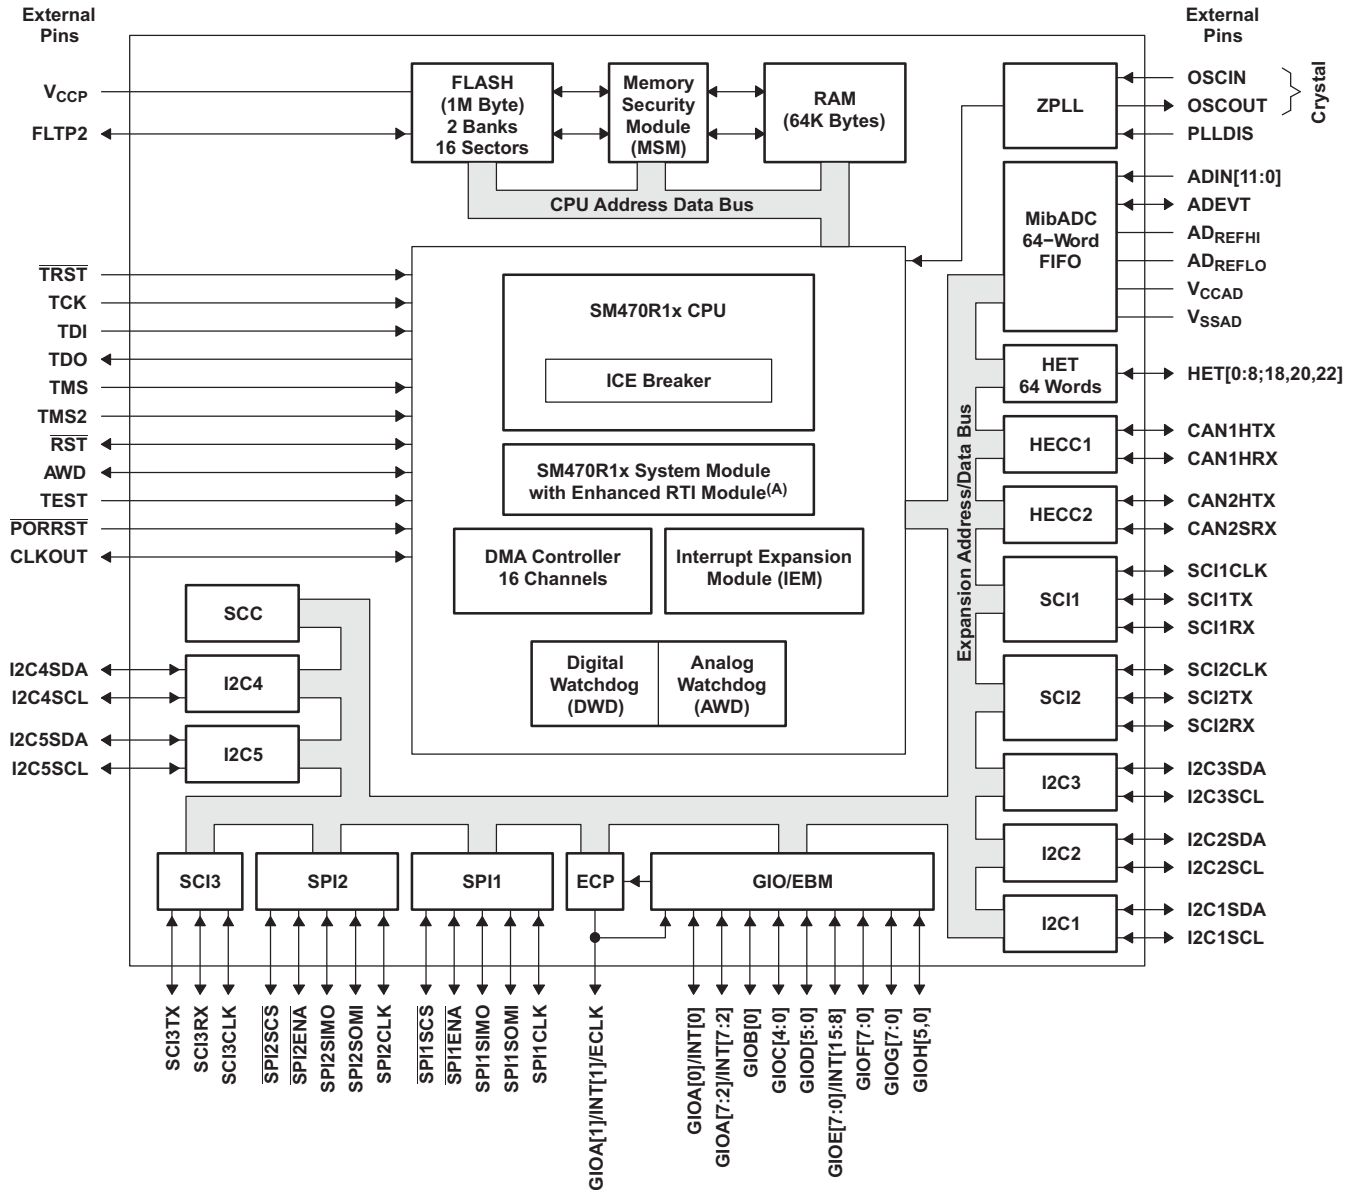 External
Pins
External
Pins
VCCP
FLTP2
FLASH
(1M Byte)
2 Banks
16 Sectors
Memory
Security
Module
(MSM)
RAM
(64K Bytes)
CPU Address Data Bus
ZPLL
OSCIN
OSCOUT
PLLDIS
Crystal
MibADC
64−Word
FIFO
ADIN[11:0]
ADEVT
ADREFHI
ADREFLO
VCCAD
VSSAD
TRST
TCK
TDI
TDO
TMS
TMS2
RST
AWD
TEST
PORRST
CLKOUT
SM470R1x CPU
ICE Breaker
SM470R1x System Module
with Enhanced RTI Module(A)
DMA Controller
16 Channels
Interrupt Expansion
Module (IEM)
Digital
Watchdog
(DWD)
Analog
Watchdog
(AWD)
Expansion Address/Data Bus
HET
64 Words
HET[0:8;18,20,22]
HECC1
CAN1HTX
CAN1HRX
HECC2
CAN2HTX
CAN2SRX
SCI1
SCI1CLK
SCI1TX
SCI1RX
SCI2
SCI2CLK
SCI2TX
SCI2RX
I2C3
I2C3SDA
I2C3SCL
I2C2
I2C2SDA
I2C2SCL
I2C1
I2C1SDA
I2C1SCL
SCC
I2C4SDA
I2C4SCL
I2C4
I2C5SDA
I2C5SCL
I2C5
SCI3
SPI2
SPI1
ECP
GIO/EBM
SCI3TX
SCI3RX
SCI3CLK
SPI2SCS
SPI2ENA
SPI2SIMO
SPI2SOMI
SPI2CLK
SPI1SCS
SPI1ENA
SPI1SIMO
SPI1SOMI
SPI1CLK
GIOA[1]/INT[1]/ECLK
GIOA[0]/INT[0]
GIOA[7:2]/INT[7:2]
GIOB[0]
GIOC[4:0]
GIOD[5:0]
GIOE[7:0]/INT[15:8]
GIOF[7:0]
GIOG[7:0]
GIOH[5,0]